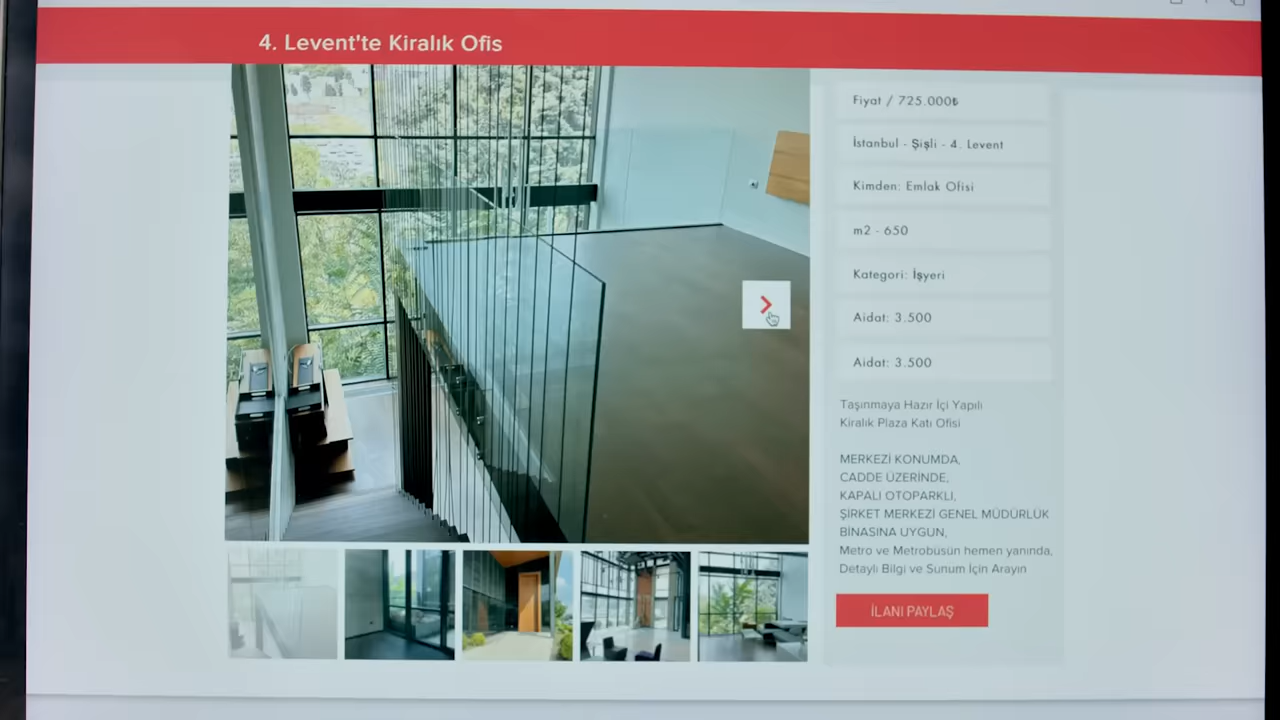 4. Levent'te Kiralık Ofis
Fiyat / 725.000₺
İstanbul - Şişli - 4. Levent
Kimden: Emlak Ofisi
m2 - 650
Kategori: İşyeri
Aidat: 3.500
Aidat: 3.500
Taşınmaya Hazır İçi Yapılı
Kiralık Plaza Katı Ofisi
MERKEZİ KONUMDA,
CADDE ÜZERİNDE,
KAPALI OTOPARKLI,
ŞİRKET MERKEZİ GENEL MÜDÜRLÜK
BİNASINA UYGUN,
Metro ve Metrobüsün hemen yanında,
Detaylı Bilgi ve Sunum İçin Arayın
İLANI PAYLAŞ